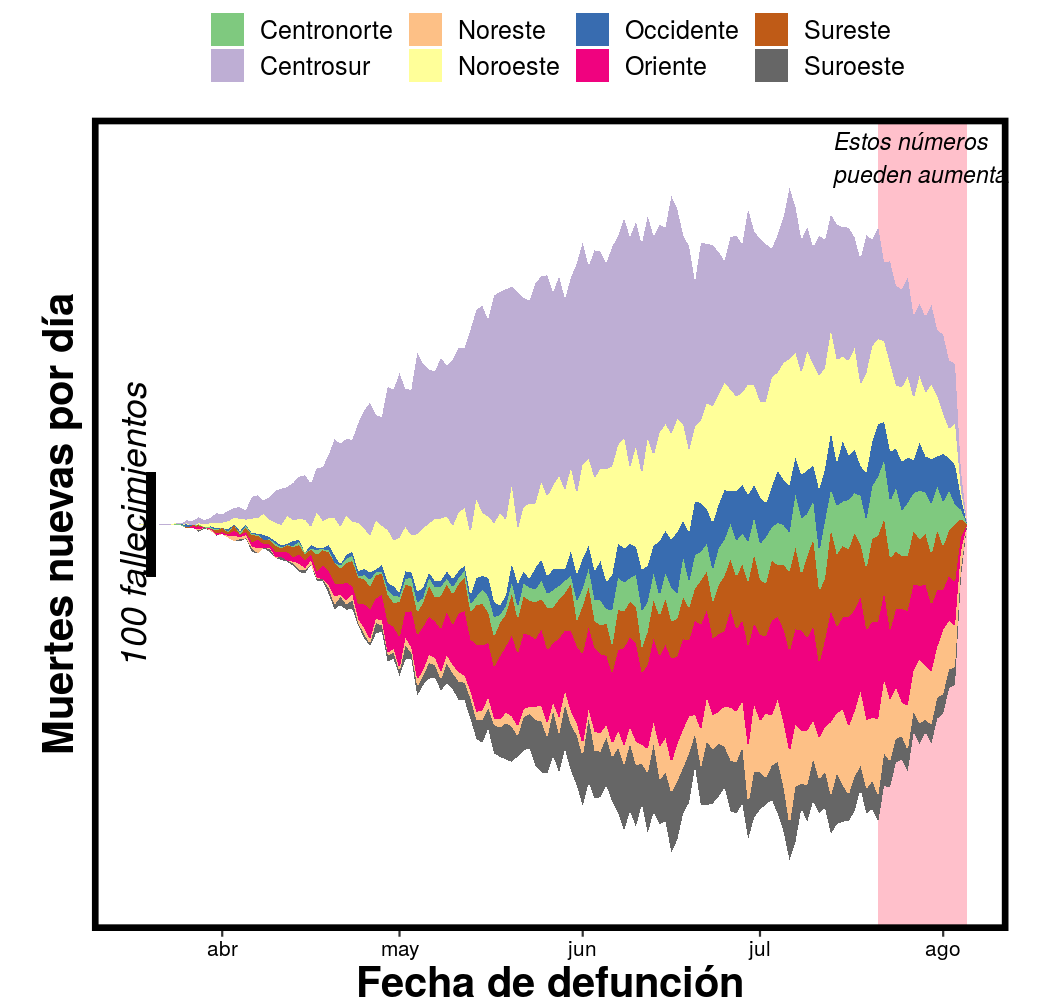 Centronorte Noreste Occidente Sureste
Centrosur Noroeste Oriente Suroeste
Estos números
pueden aumenta
Muertes nuevas por día
100 fallecimientos
abr may jun jul ago
Fecha de defunción